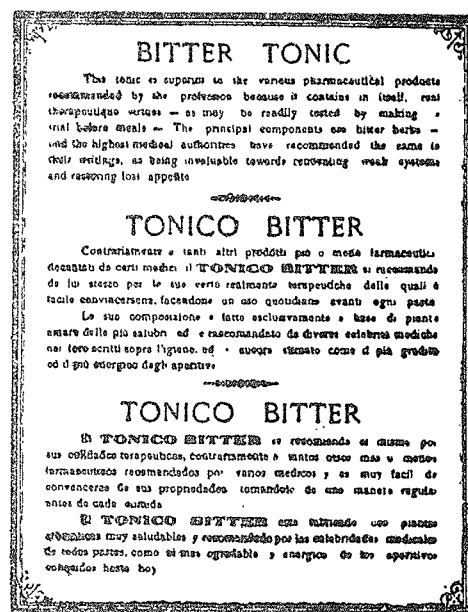 BITTER TONIC
This tonic is superior to the various pharmaceutical products
recommanded by the profession because it contains in itself, real
therapoutique vertues — as may be readily tested by making a
trial before meals — The principal components are bitter herbs —
and the highest medical authorities have recommended the same in
their writings, as being invaluable towards renovating weak systems
and restoring lost appetite
TONICO BITTER
Contrariamente a tanti altri prodotti più o meno farmaceutici
decantati da certi medici il TONICO BITTER si raccomanda
da lui stesso per le sue vertù realmente terapeutiche delle quali è
facile convincersene, facendone un uso quotidiano avanti ogni pasto
La sua composizione è fatta esclusivamente a base di piante
amare delle più salubri ed è raccomandato da diverse celebrità mediche
nei loro scritti sopra l'igiene, ed è ancora stimato come il più gradito
ed il più energico degli aperitivi
TONICO BITTER
El TONICO BITTER se recomienda el mismo por
sus calidades terapeuticas, contrariamente a tantos otros mas o menos
farmaceuticos recomendados por varios medicos y es muy facil de
convencerse de sus propriedades tomandolo de una manera regular
antes de cada comida
El TONICO BITTER esta fabricado con plantas
aromaticas muy saludables y recomendado por las celebridades medicales
de todos partes, como el mas agradable y energico de los aperitivos
conocidos hasta hoy